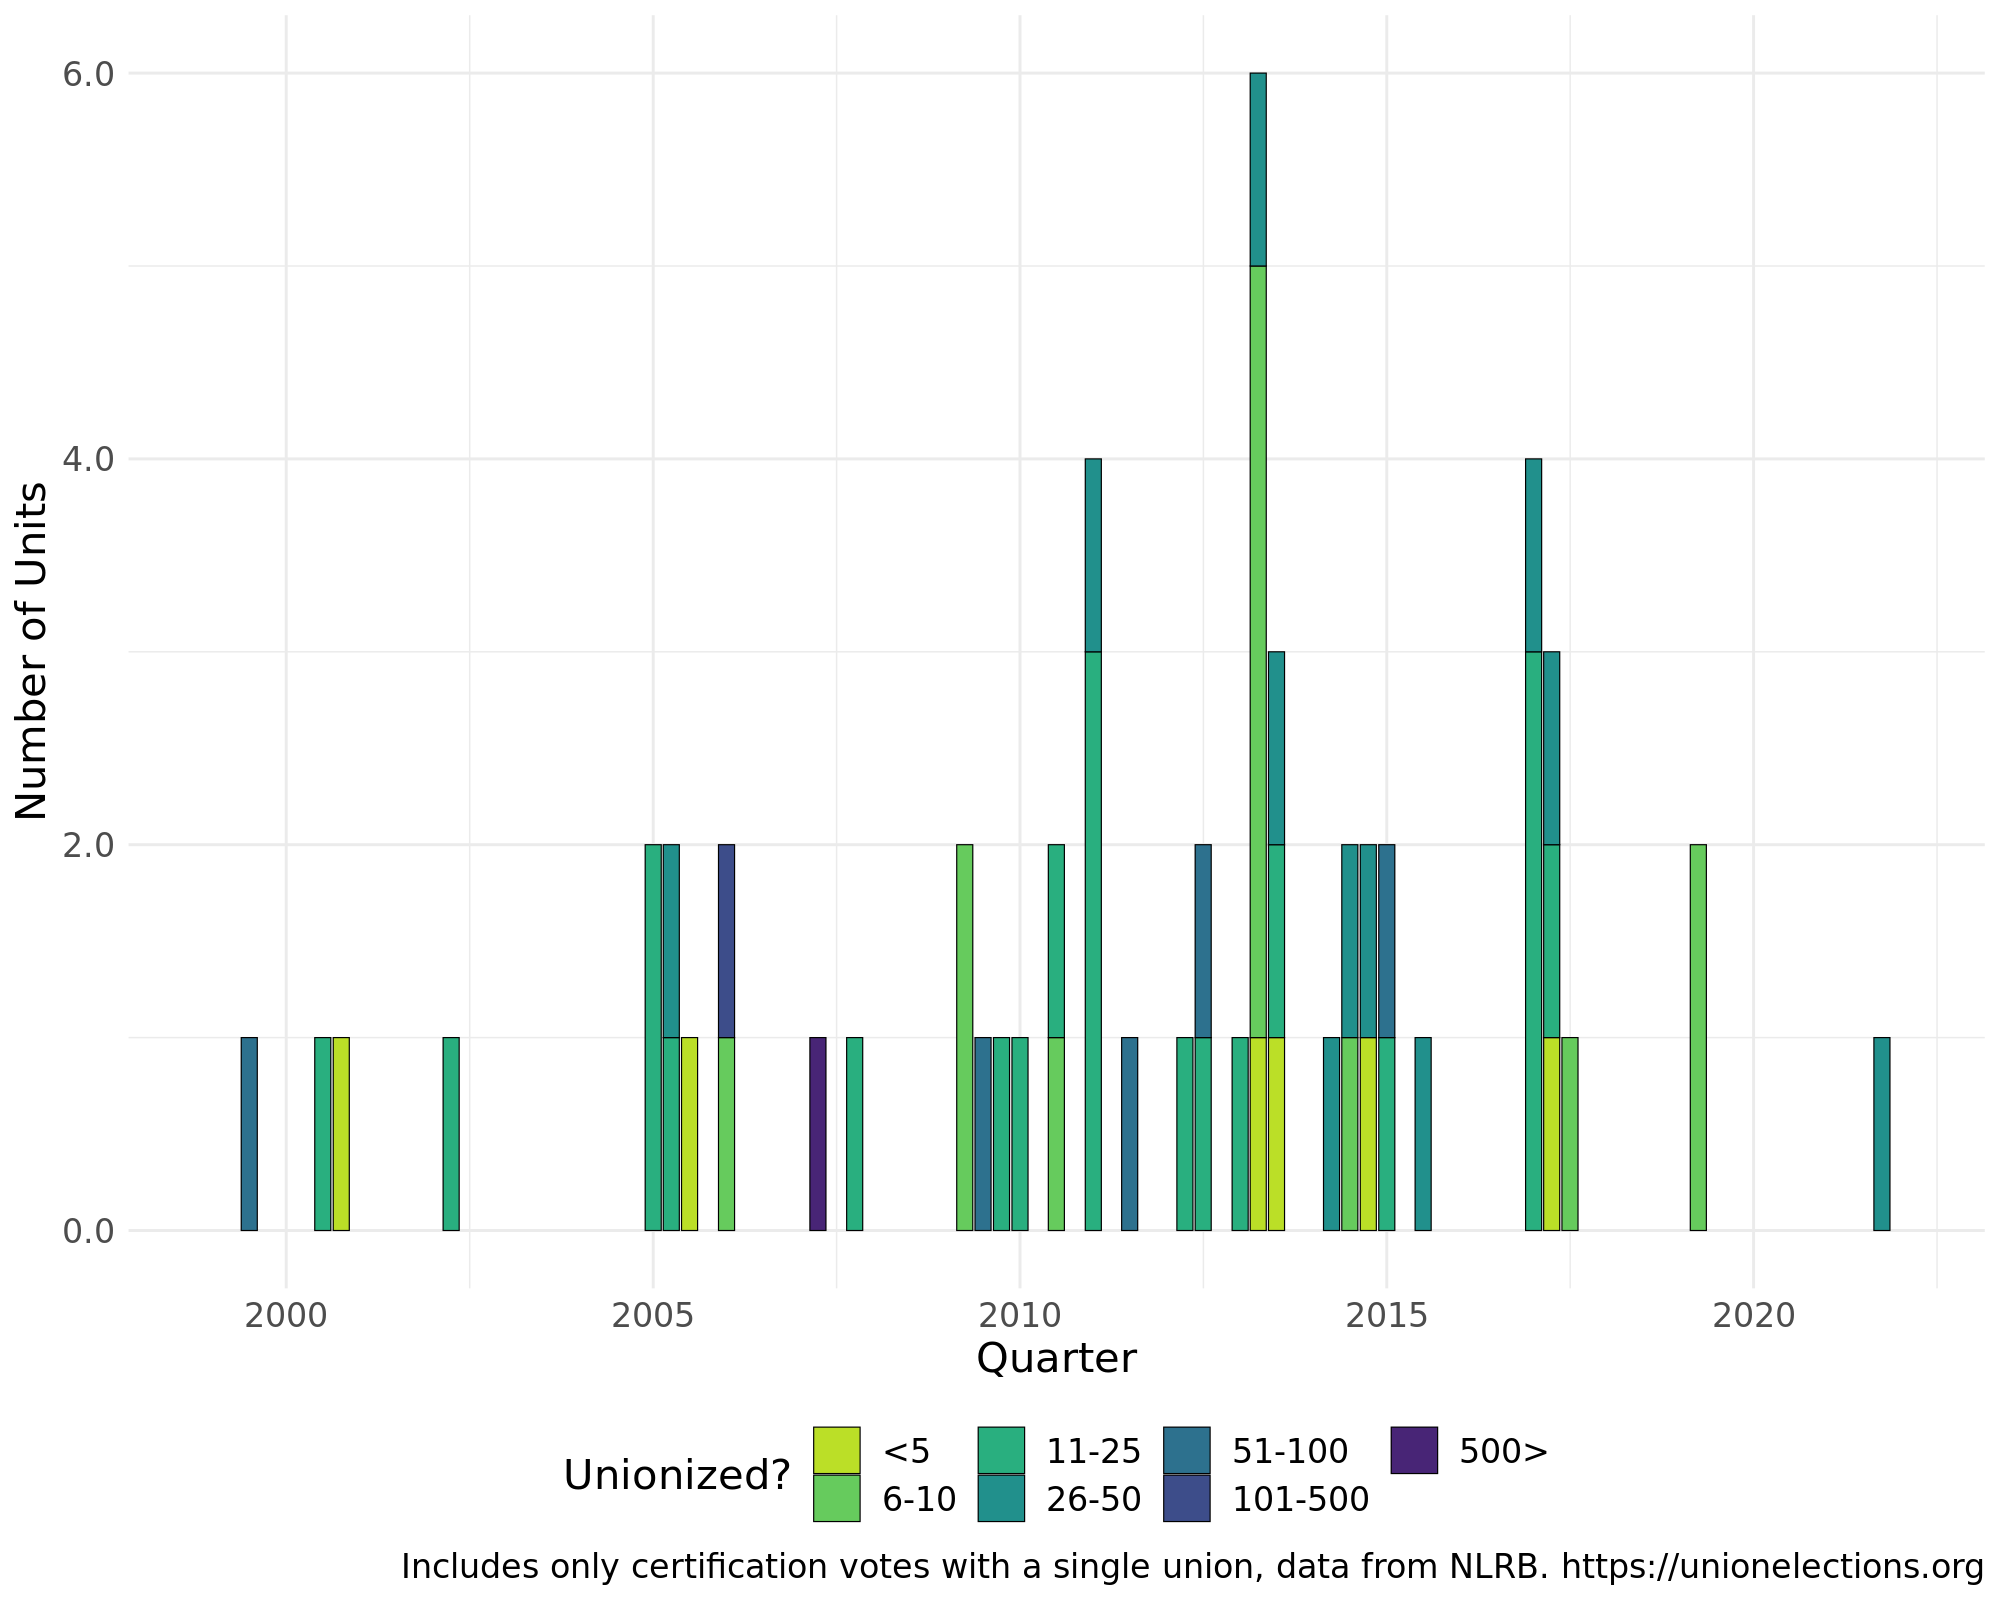 6.0
4.0
2.0
0.0
Number of Units
2000 2005 2010 2015 2020
Quarter
Unionized?
<5 11-25 51-100 500>
6-10 26-50 101-500
Includes only certification votes with a single union, data from NLRB. https://unionelections.org